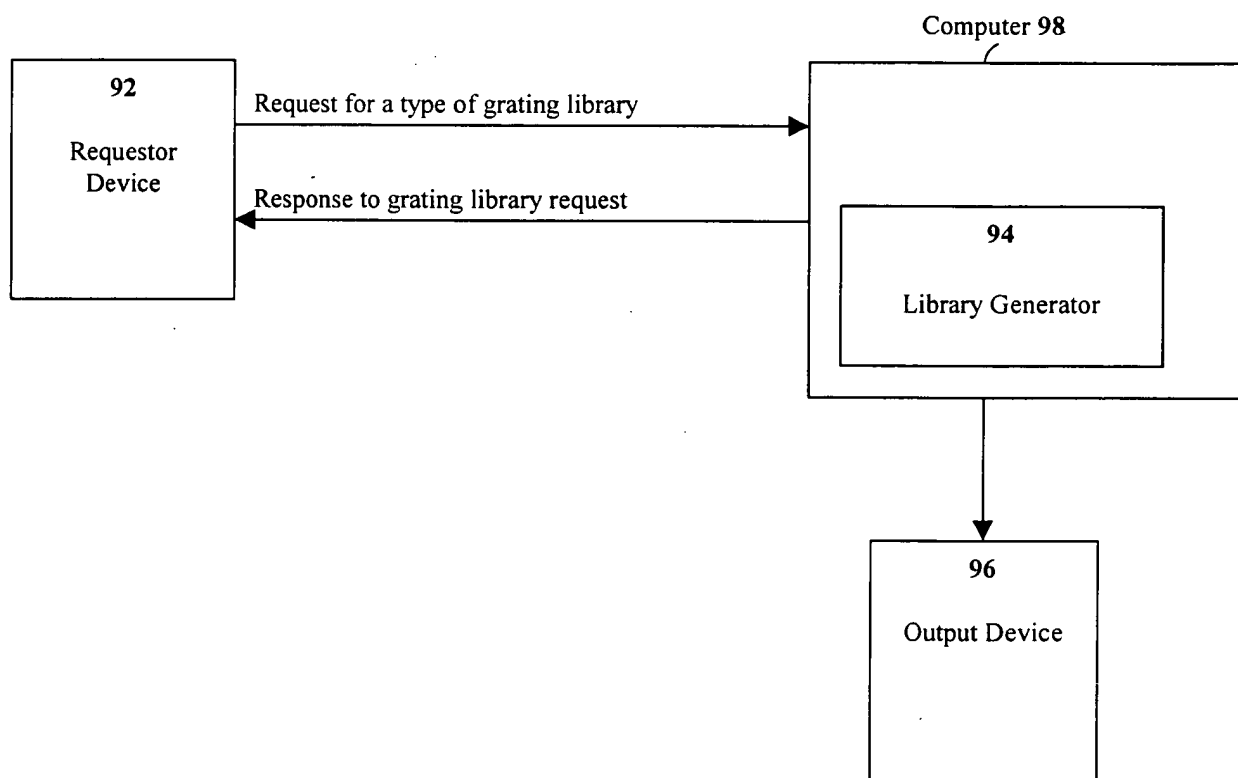 Computer 98
92
Requestor
Device
Request for a type of grating library
Response to grating library request
94
Library Generator
96
Output Device